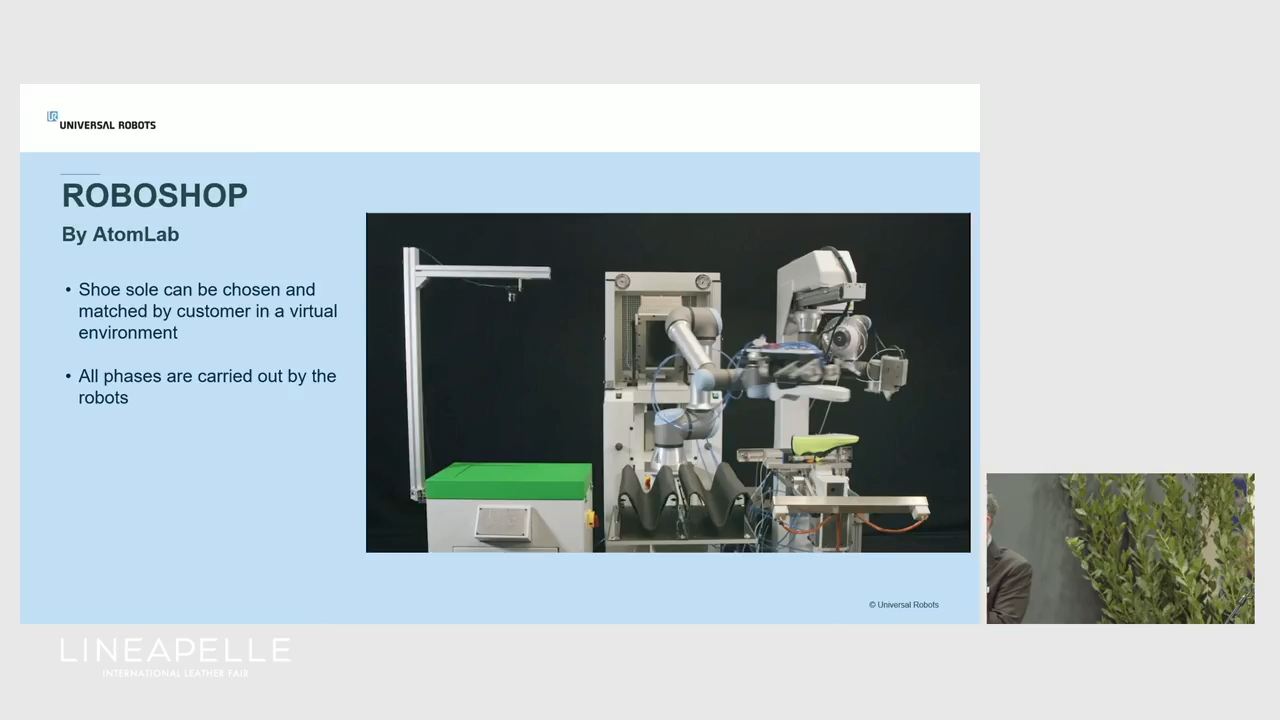 UNIVERSAL ROBOTS
ROBOSHOP
By AtomLab
• Shoe sole can be chosen and
matched by customer in a virtual
environment
• All phases are carried out by the
robots
© Universal Robots
LINEAPELLE
INTERNATIONAL LEATHER FAIR